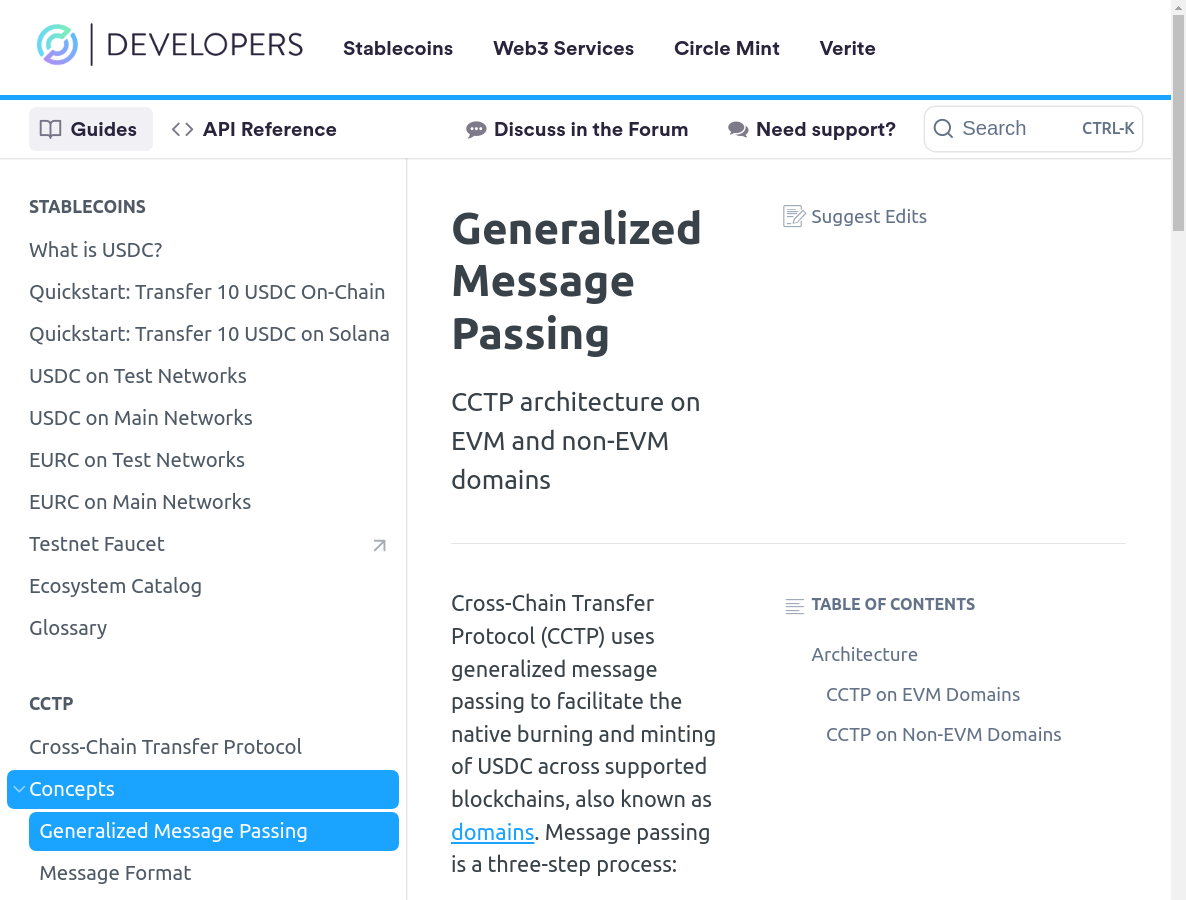 DEVELOPERS
Stablecoins
Web3 Services
Circle Mint
Verite
Guides
API Reference
Discuss in the Forum
Need support?
Search
CTRL-K
STABLECOINS
What is USDC?
Quickstart: Transfer 10 USDC On-Chain
Quickstart: Transfer 10 USDC on Solana
USDC on Test Networks
USDC on Main Networks
EURC on Test Networks
EURC on Main Networks
Testnet Faucet
Ecosystem Catalog
Glossary
CCTP
Cross-Chain Transfer Protocol
Concepts
Generalized Message Passing
Message Format
Generalized
Message
Passing
Suggest Edits
CCTP architecture on
EVM and non-EVM
domains
Cross-Chain Transfer
Protocol (CCTP) uses
generalized message
passing to facilitate the
native burning and minting
of USDC across supported
blockchains, also known as
domains. Message passing
is a three-step process:
TABLE OF CONTENTS
Architecture
CCTP on EVM Domains
CCTP on Non-EVM Domains